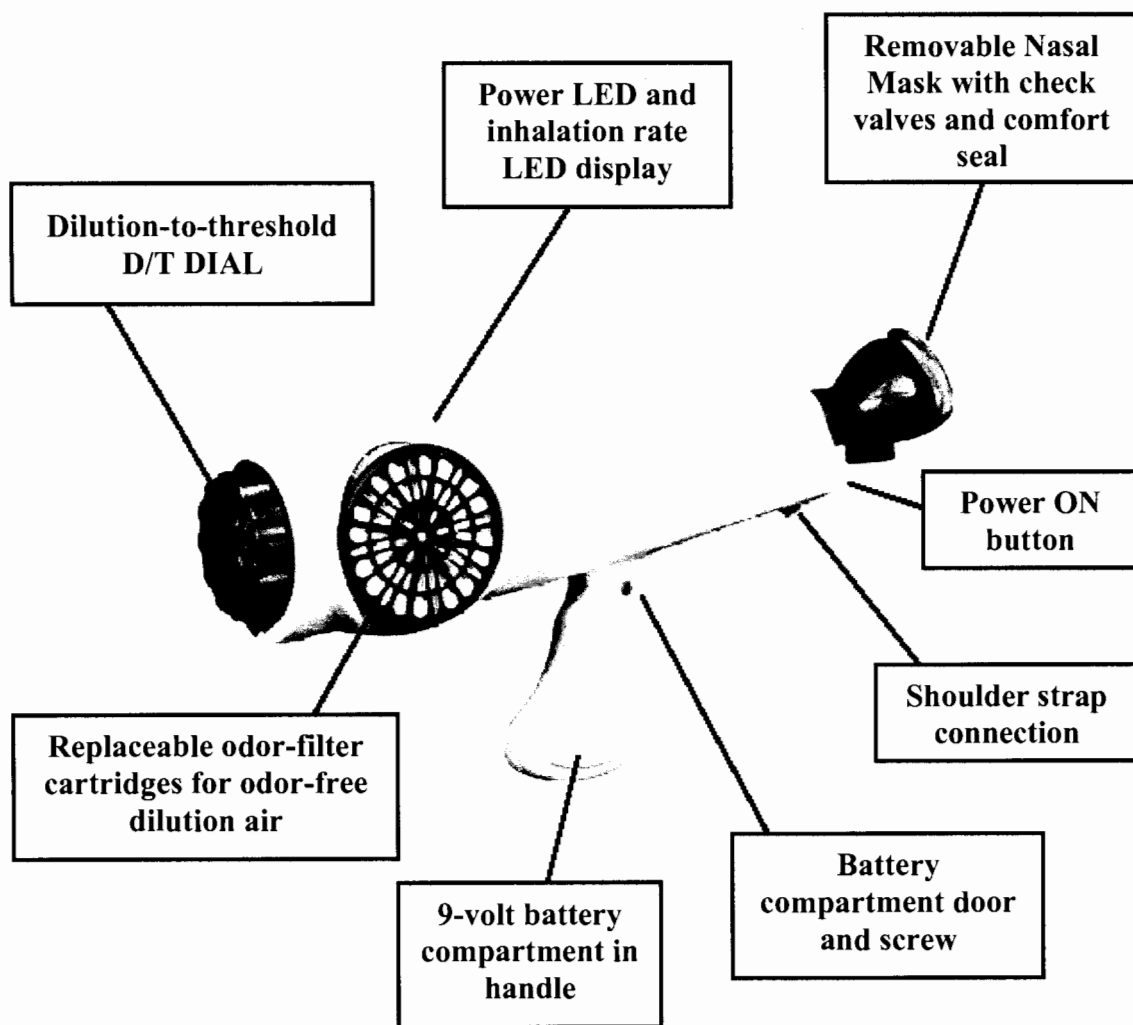 Removable Nasal
Mask with check
valves and comfort
seal
Power LED and
inhalation rate
LED display
Dilution-to-threshold
D/T DIAL
Power ON
button
Shoulder strap
connection
Replaceable odor-filter
cartridges for odor-free
dilution air
Battery
compartment door
and screw
9-volt battery
compartment in
handle